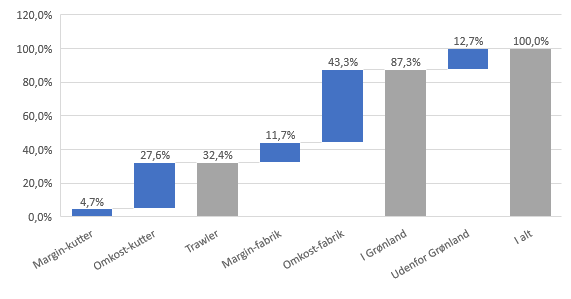 120,0%
100,0%
80,0%
60,0%
40,0%
20,0%
0,0%
4,7%
27,6%
32,4%
11,7%
43,3%
87,3%
12,7%
100,0%
Margin-kutter
Omkost-kutter
Trawler
Margin-fabrik
Omkost-fabrik
I Grønland
Udenfor Grønland
I alt